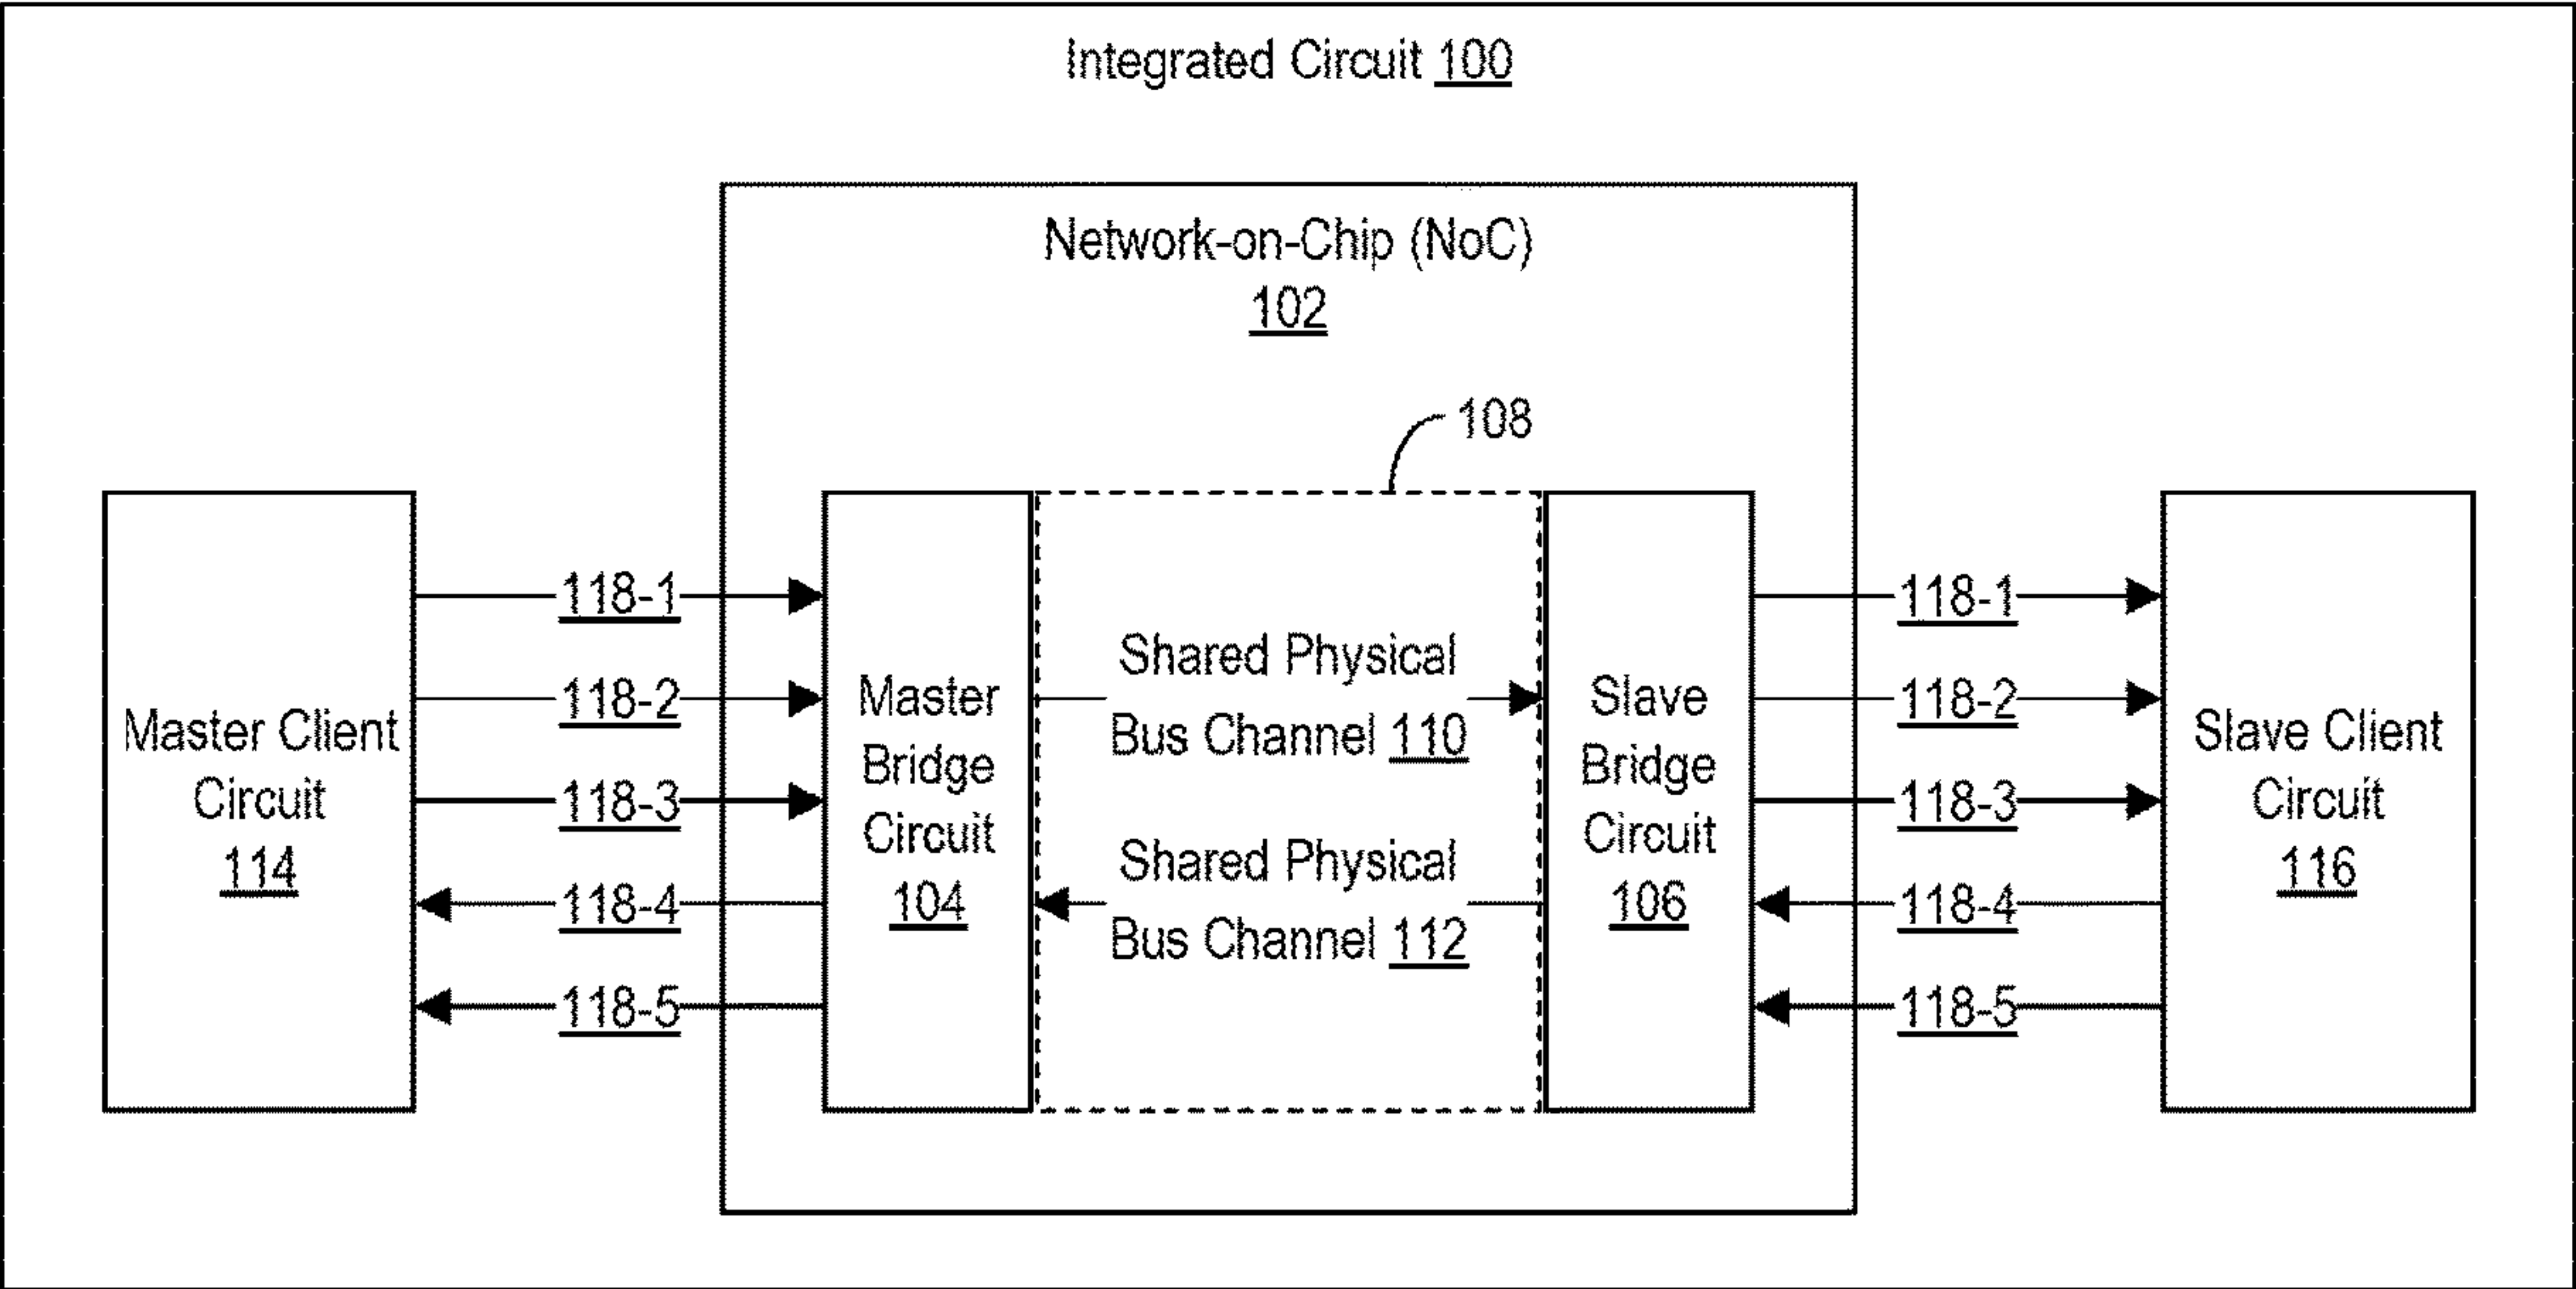 Integrated Circuit 100
Network-on-Chip (NoC)
102
108
Master Client
Circuit
114
118-1
118-2
118-3
118-4
118-5
Master
Bridge
Circuit
104
Shared Physical
Bus Channel 110
Shared Physical
Bus Channel 112
Slave
Bridge
Circuit
106
118-1
118-2
118-3
118-4
118-5
Slave Client
Circuit
116